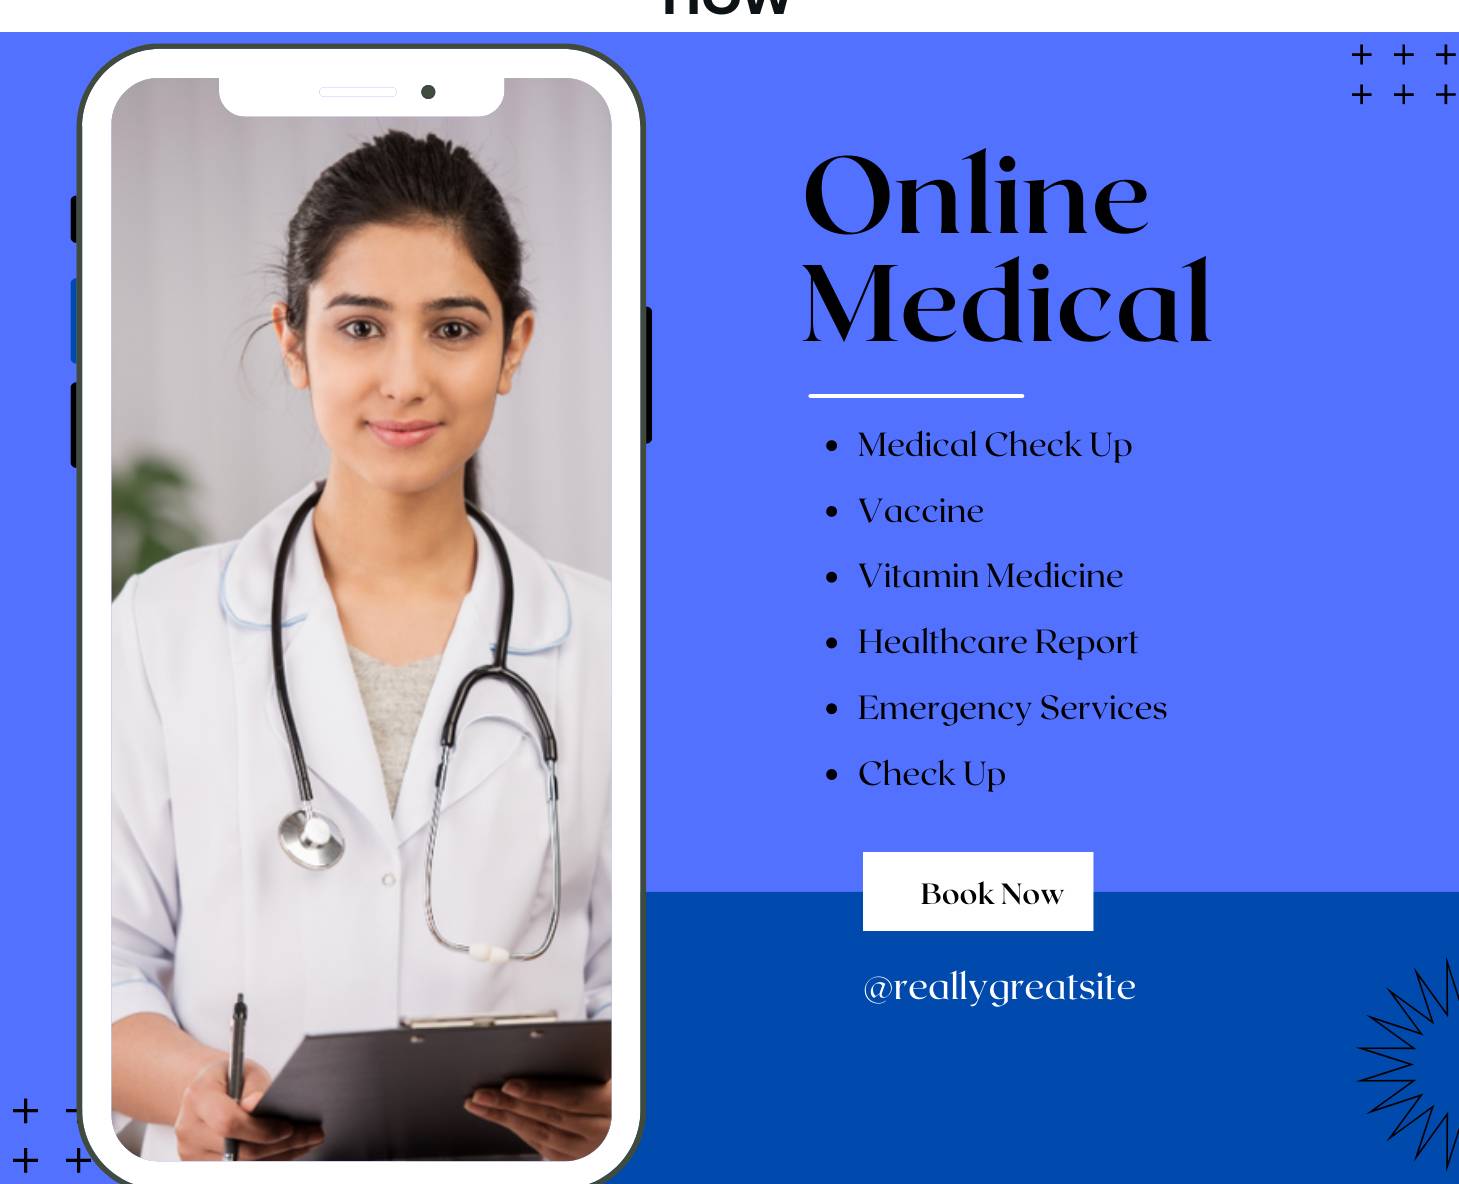 now
Online
Medical
• Medical Check Up
• Vaccine
• Vitamin Medicine
• Healthcare Report
• Emergency Services
• Check Up
Book Now
@reallygreatsite